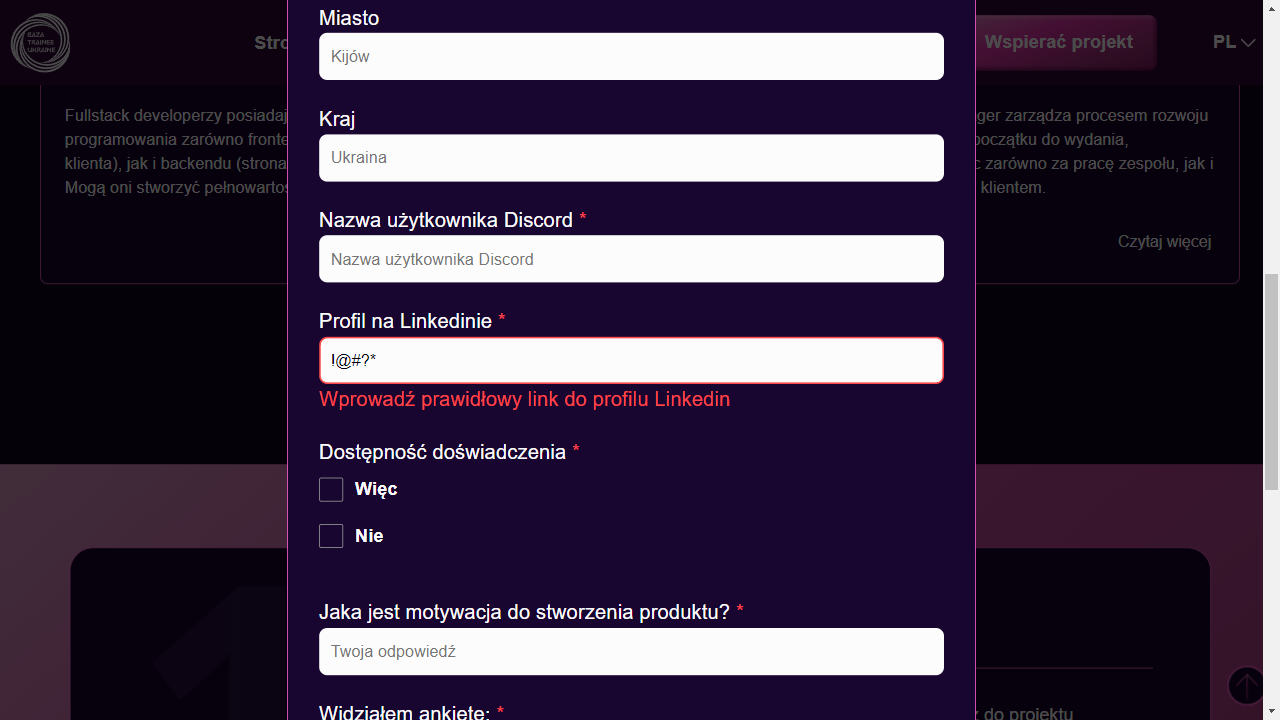 BAZA
TRAINEE
UKRAINE
Wspierać projekt
PL
Miasto
Kijów
Kraj
Ukraina
Nazwa użytkownika Discord *
Nazwa użytkownika Discord
Profil na Linkedinie *
!@#?*
Wprowadź prawidłowy link do profilu Linkedin
Dostępność doświadczenia *
Więc
Nie
Jaka jest motywacja do stworzenia produktu? *
Twoja odpowiedź
Widziałem ankietę: *
Fullstack developerzy posiadaj
programowania zarówno fronte
klienta), jak i backendu (strona
Mogą oni stworzyć pełnowartoś
ger zarządza procesem rozwoju
początku do wydania,
c zarówno za pracę zespołu, jak i
klientem.
Czytaj więcej
1
do projektu